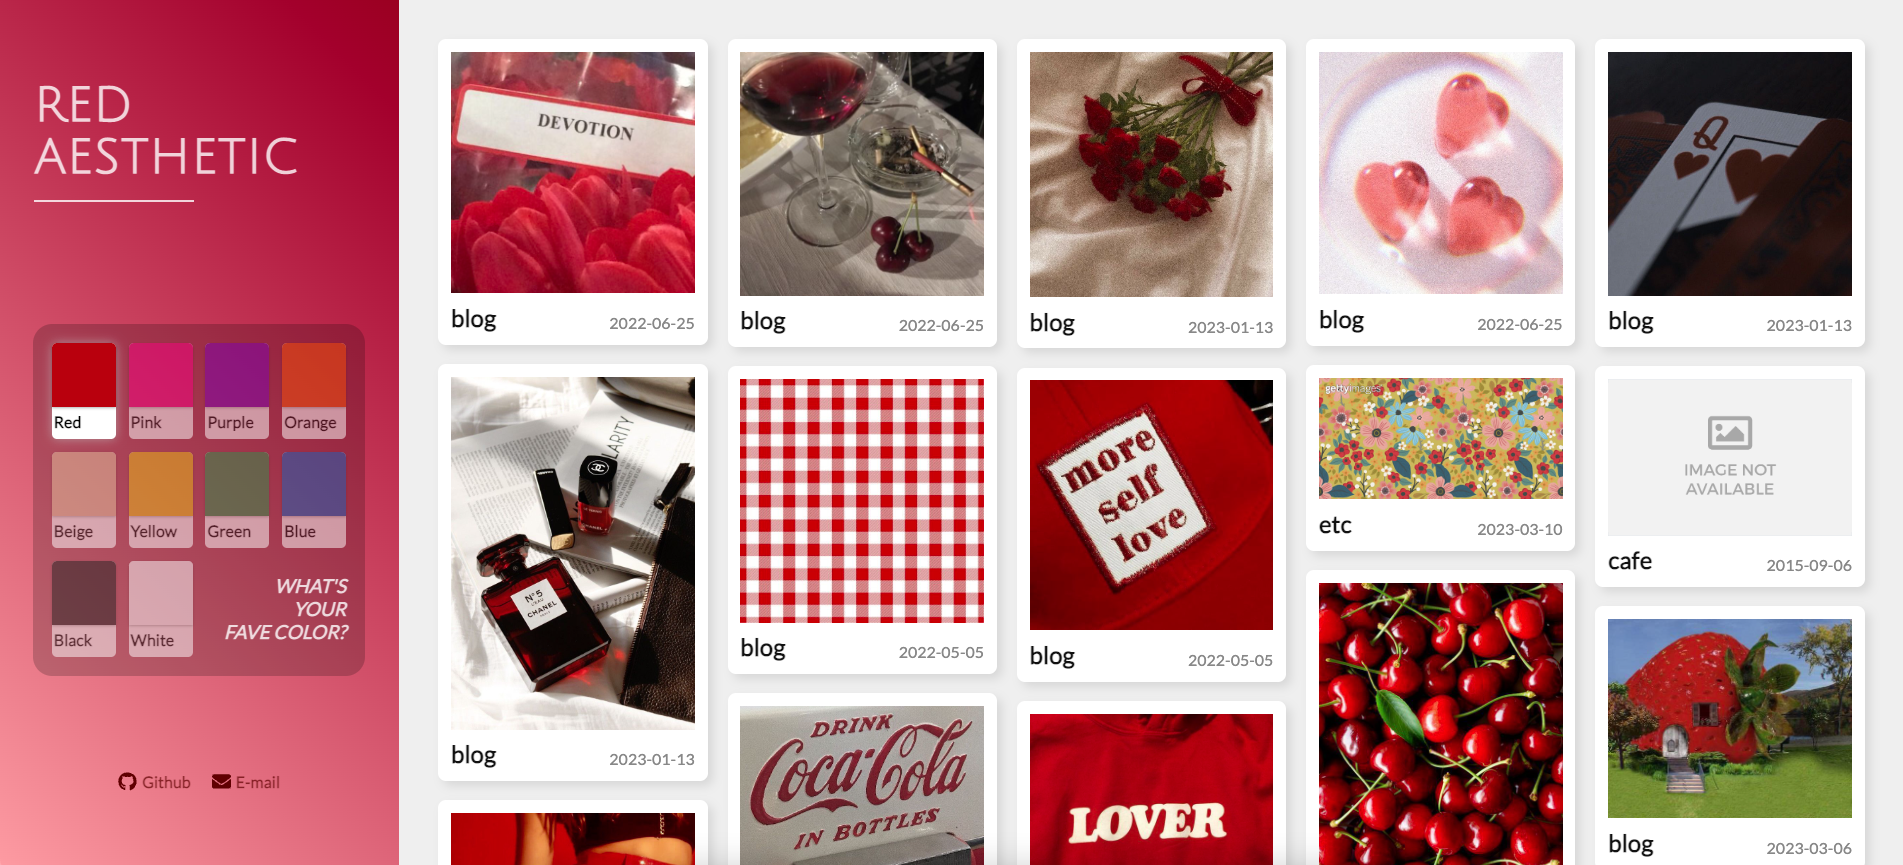 RED
AESTHETIC
Red
Pink
Purple
Orange
Beige
Yellow
Green
Blue
Black
White
WHAT'S
YOUR
FAVE COLOR?
Github
E-mail
DEVOTION
blog
2022-06-25
blog
2022-06-25
blog
2023-01-13
blog
2022-06-25
Q
blog
2023-01-13
LARITY
CHANEL
N°5
L'EAU
CHANEL
blog
2023-01-13
blog
2022-05-05
more
self
love
blog
2022-05-05
gettyimages
etc
2023-03-10
IMAGE NOT
AVAILABLE
cafe
2015-09-06
DRINK
Coca-Cola
IN BOTTLES
LOVER
blog
2023-03-06